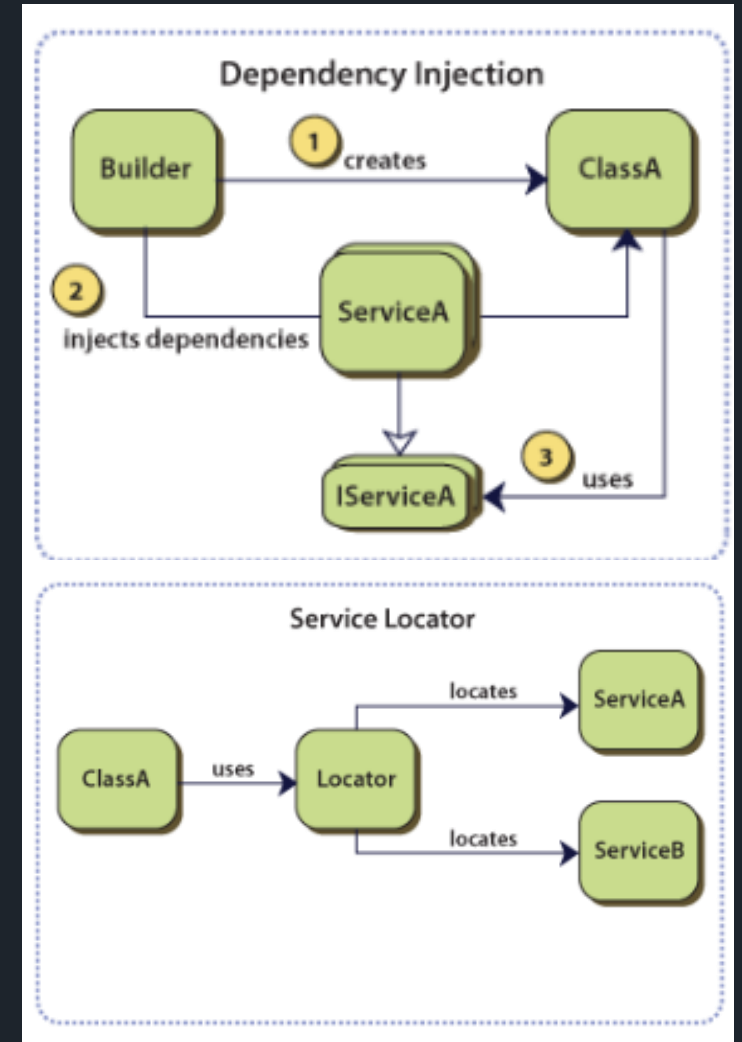 Dependency Injection
Builder
1
creates
ClassA
2
injects dependencies
ServiceA
IServiceA
3
uses
Service Locator
ClassA
uses
Locator
locates
ServiceA
locates
ServiceB